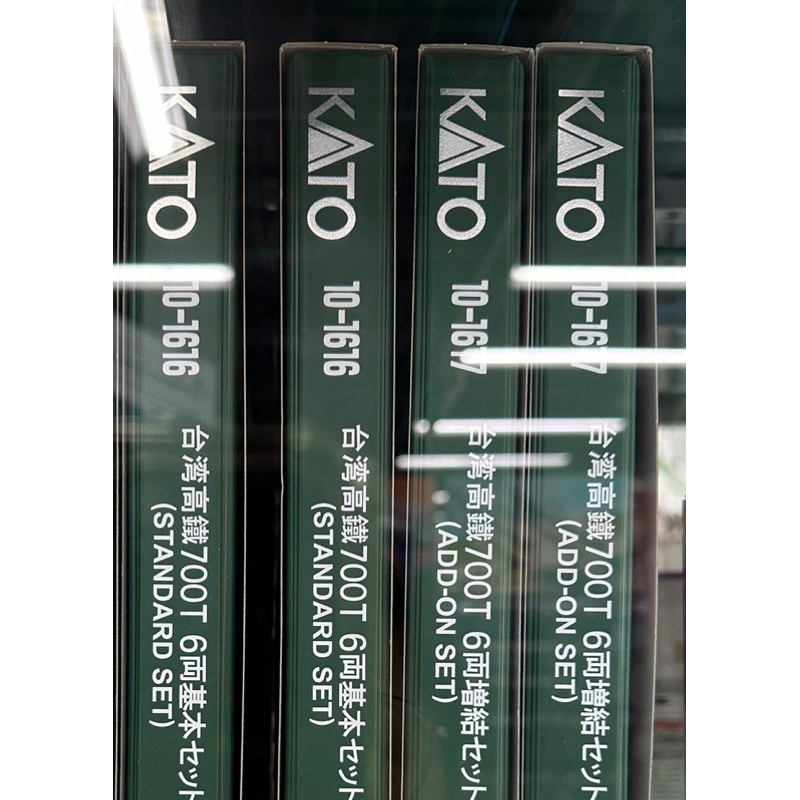 KATO
10-1616
台湾高鐵700T 6両基本セット
(STANDARD SET)
KATO
10-1616
台湾高鐵700T 6両基本セット
(STANDARD SET)
KATO
10-1617
台湾高鐵700T 6両増結セット
(ADD-ON SET)
KATO
10-1617
台湾高鐵700T 6両増結セット
(ADD-ON SET)